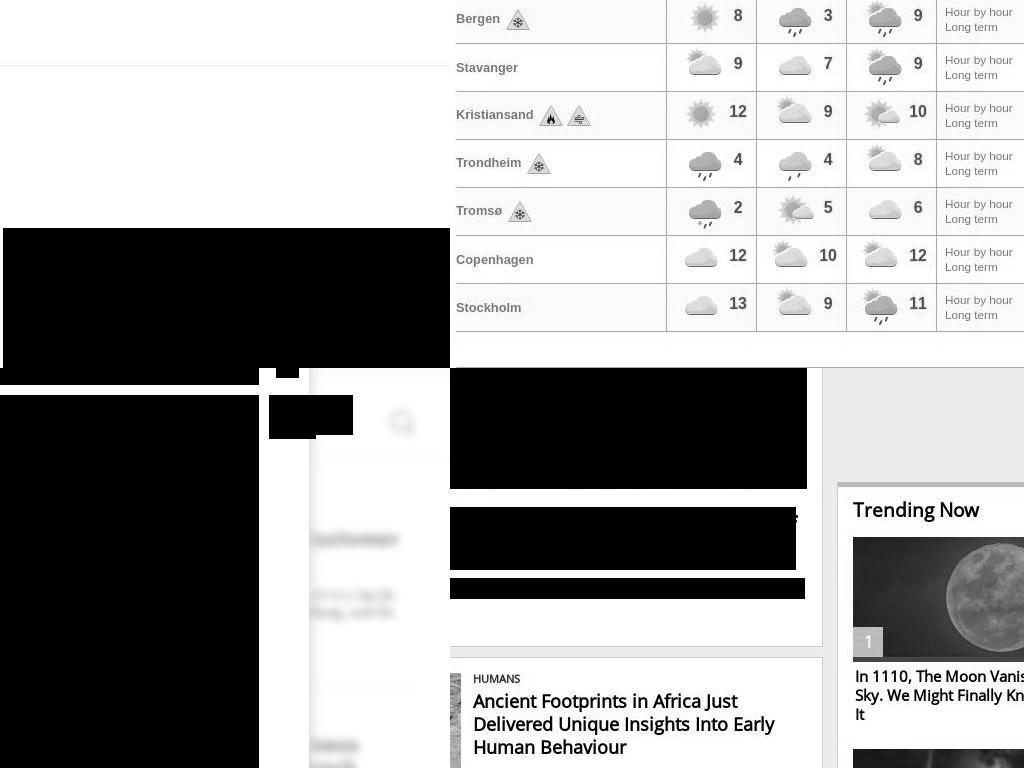 Bergen 8 3 9 Hour by hour
Long term
Stavanger 9 7 9 Hour by hour
Long term
Kristiansand 12 9 10 Hour by hour
Long term
Trondheim 4 4 8 Hour by hour
Long term
Tromsø 2 5 6 Hour by hour
Long term
Copenhagen 12 10 12 Hour by hour
Long term
Stockholm 13 9 11 Hour by hour
Long term
Trending Now
1
In 1110, The Moon Vanis
Sky. We Might Finally Kn
It
HUMANS
Ancient Footprints in Africa Just
Delivered Unique Insights Into Early
Human Behaviour